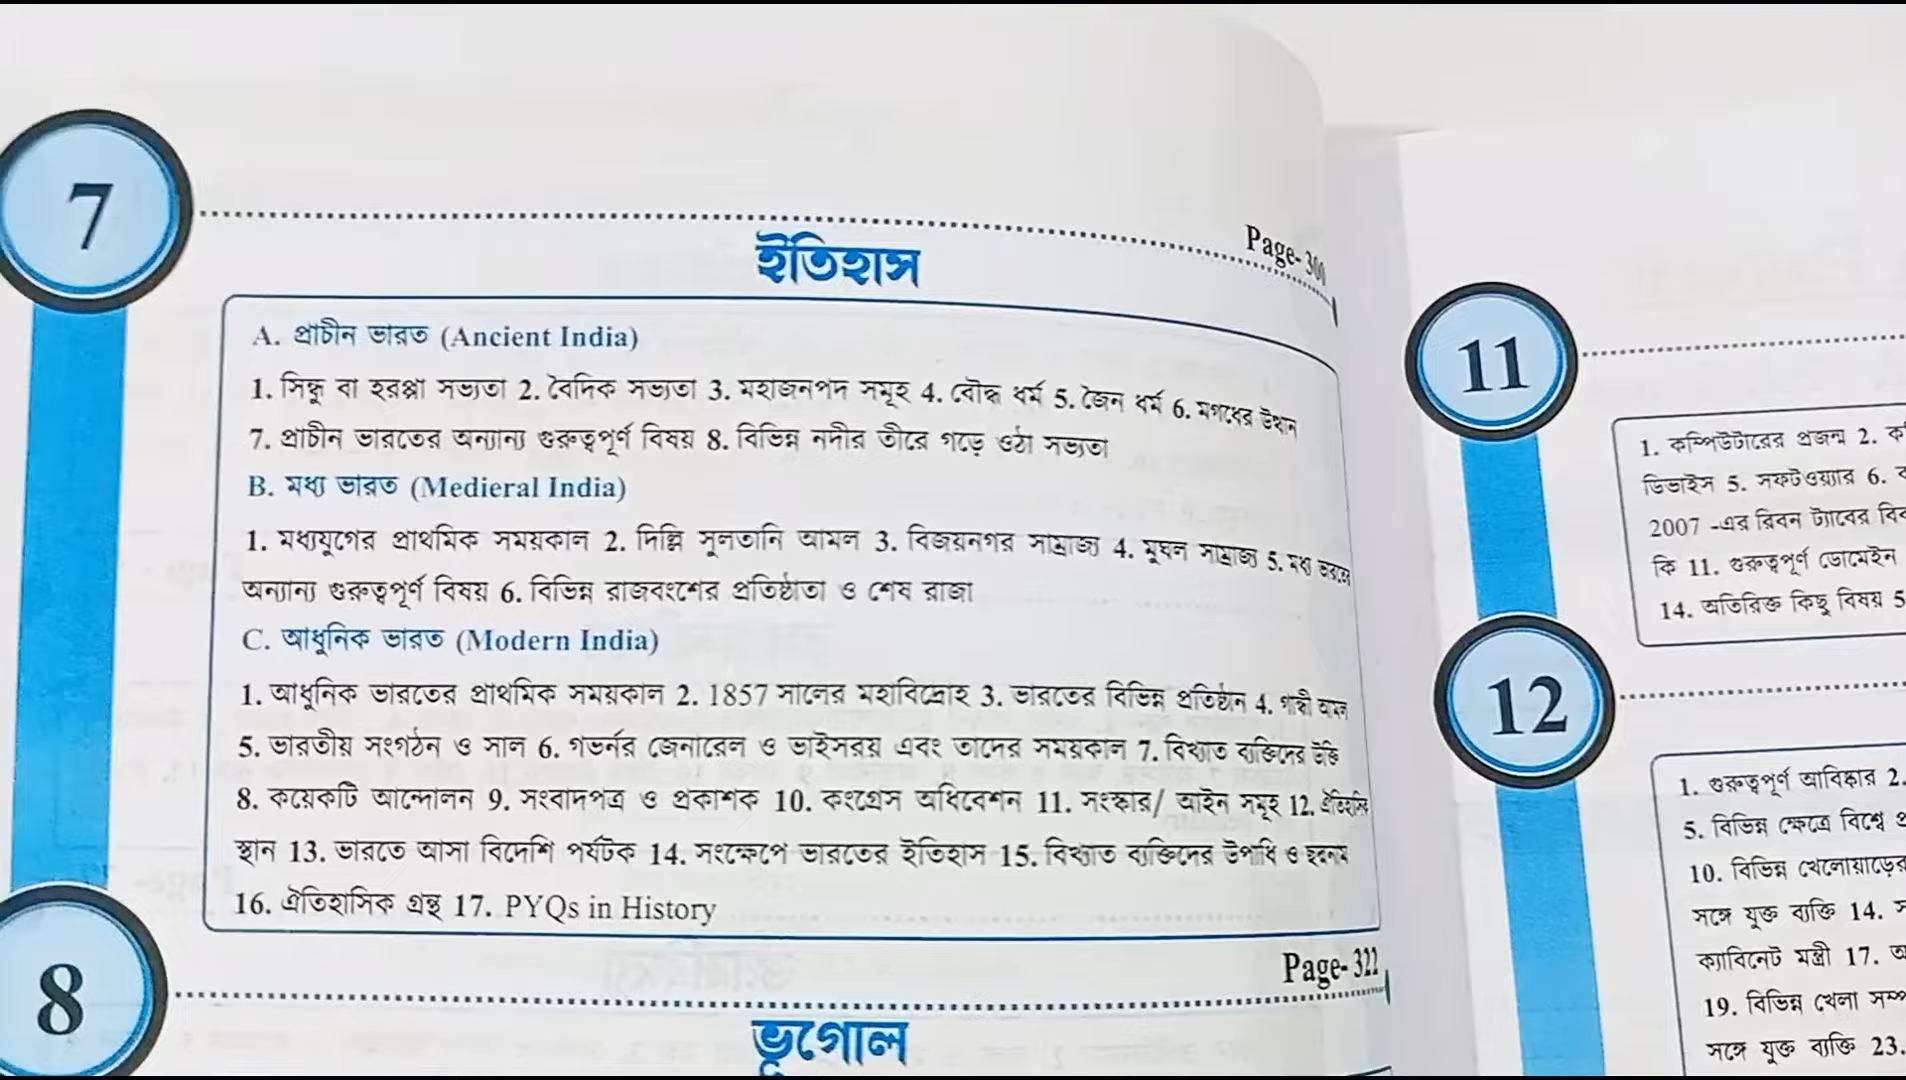 7
Page- 300
ইতিহাস
A. প্রাচীন ভারত (Ancient India)
1. সিন্ধু বা হরপ্পা সভ্যতা 2. বৈদিক সভ্যতা 3. মহাজনপদ সমূহ 4. বৌদ্ধ ধর্ম 5. জৈন ধর্ম 6. মগধের উত্থান
7. প্রাচীন ভারতের অন্যান্য গুরুত্বপূর্ণ বিষয় 8. বিভিন্ন নদীর তীরে গড়ে ওঠা সভ্যতা
B. মধ্য ভারত (Medieral India)
1. মধ্যযুগের প্রাথমিক সময়কাল 2. দিল্লি সুলতানি আমল 3. বিজয়নগর সাম্রাজ্য 4. মুঘল সাম্রাজ্য 5. মধ্য ভারতের
অন্যান্য গুরুত্বপূর্ণ বিষয় 6. বিভিন্ন রাজবংশের প্রতিষ্ঠাতা ও শেষ রাজা
C. আধুনিক ভারত (Modern India)
1. আধুনিক ভারতের প্রাথমিক সময়কাল 2. 1857 সালের মহাবিদ্রোহ 3. ভারতের বিভিন্ন প্রতিষ্ঠান 4. গান্ধী আমল
5. ভারতীয় সংগঠন ও সাল 6. গভর্নর জেনারেল ও ভাইসরয় এবং তাদের সময়কাল 7. বিখ্যাত ব্যক্তিদের উক্তি
8. কয়েকটি আন্দোলন 9. সংবাদপত্র ও প্রকাশক 10. কংগ্রেস অধিবেশন 11. সংস্কার/ আইন সমূহ 12. ঐতিহাসিক
স্থান 13. ভারতে আসা বিদেশি পর্যটক 14. সংক্ষেপে ভারতের ইতিহাস 15. বিখ্যাত ব্যক্তিদের উপাধি ও ছদ্মনাম
16. ঐতিহাসিক গ্রন্থ 17. PYQs in History
8
Page- 322
ভূগোল
11
1. কম্পিউটারের প্রজন্ম 2.
ডিভাইস 5. সফটওয়্যার 6.
2007 -এর রিবন ট্যাবের
কি 11. গুরুত্বপূর্ণ ডোমেইন
14. অতিরিক্ত কিছু বিষয় 5
12
1. গুরুত্বপূর্ণ আবিষ্কার 2.
5. বিভিন্ন ক্ষেত্রে বিশ্বে
10. বিভিন্ন খেলোয়াড়ের
সঙ্গে যুক্ত ব্যক্তি 14.
ক্যাবিনেট মন্ত্রী 17.
19. বিভিন্ন খেলা
সঙ্গে যুক্ত ব্যক্তি 23.